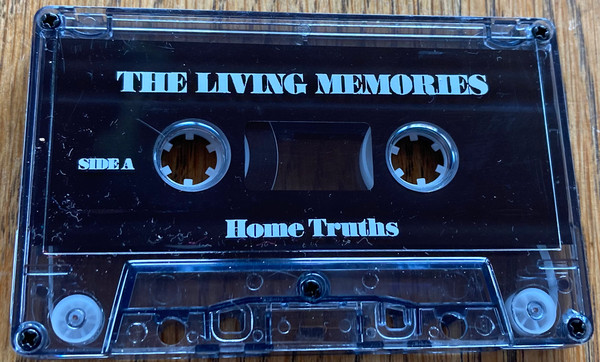 THE LIVING MEMORIES
SIDE A
Home Truths